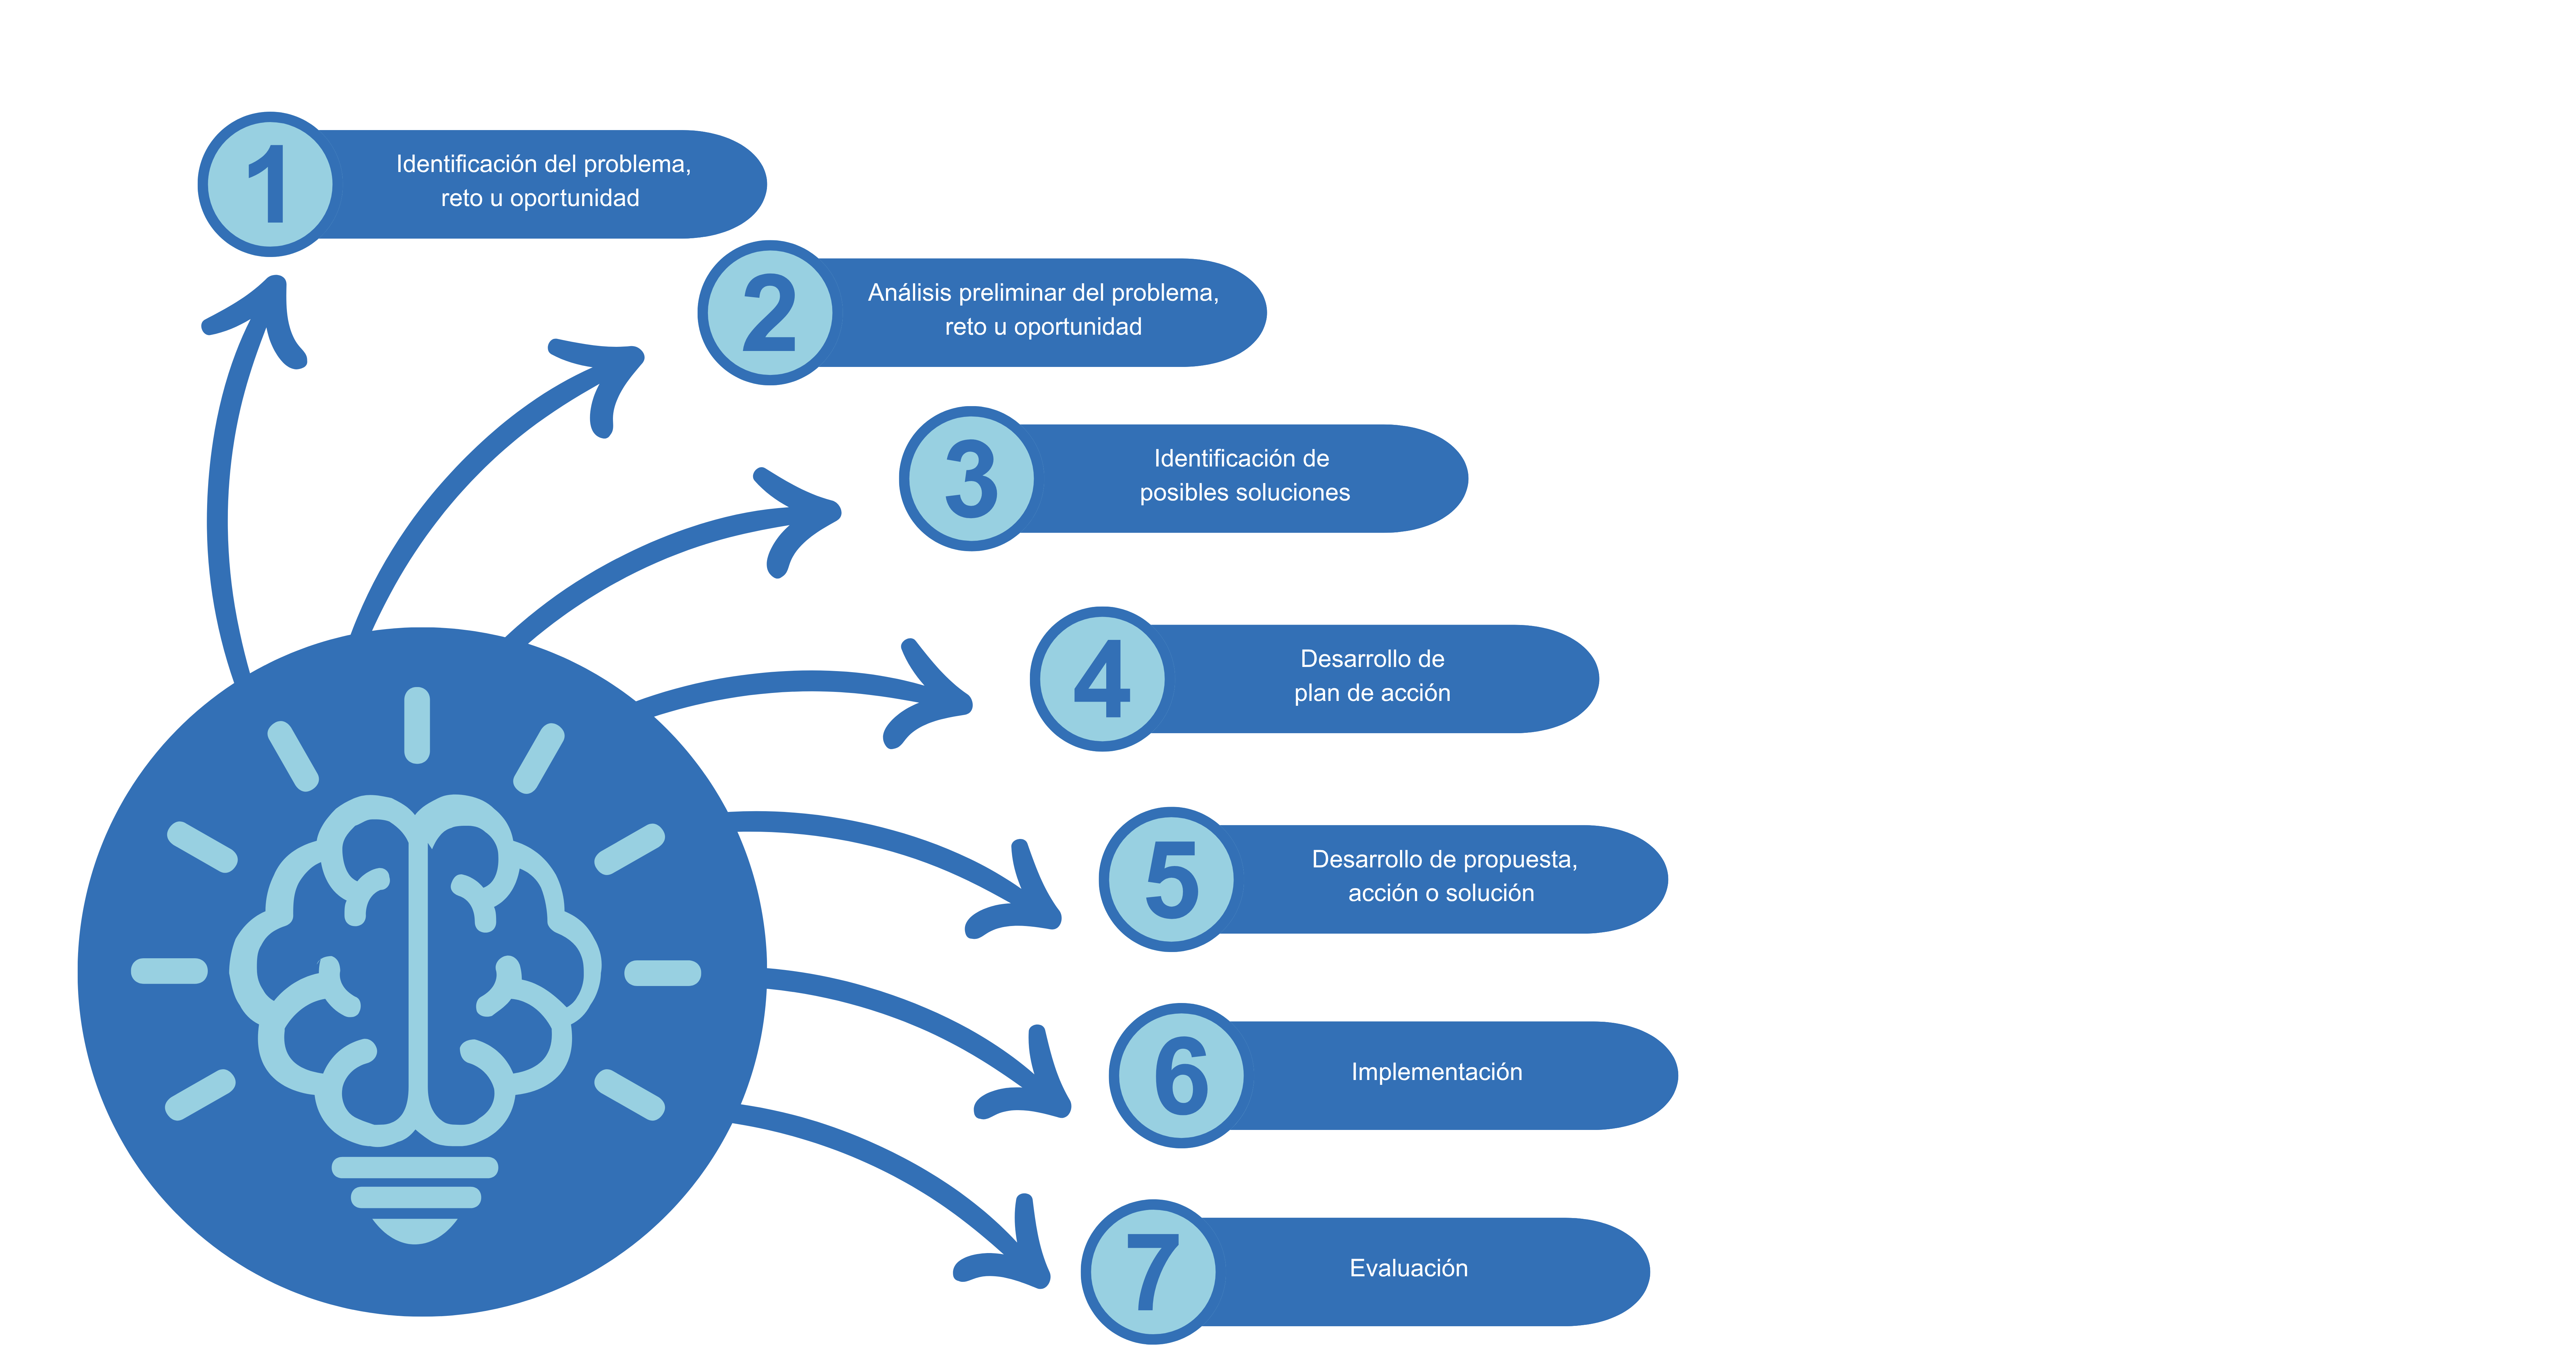 1
Identificación del problema,
reto u oportunidad
2
Análisis preliminar del problema,
reto u oportunidad
3
Identificación de
posibles soluciones
4
Desarrollo de
plan de acción
5
Desarrollo de propuesta,
acción o solución
6
Implementación
7
Evaluación